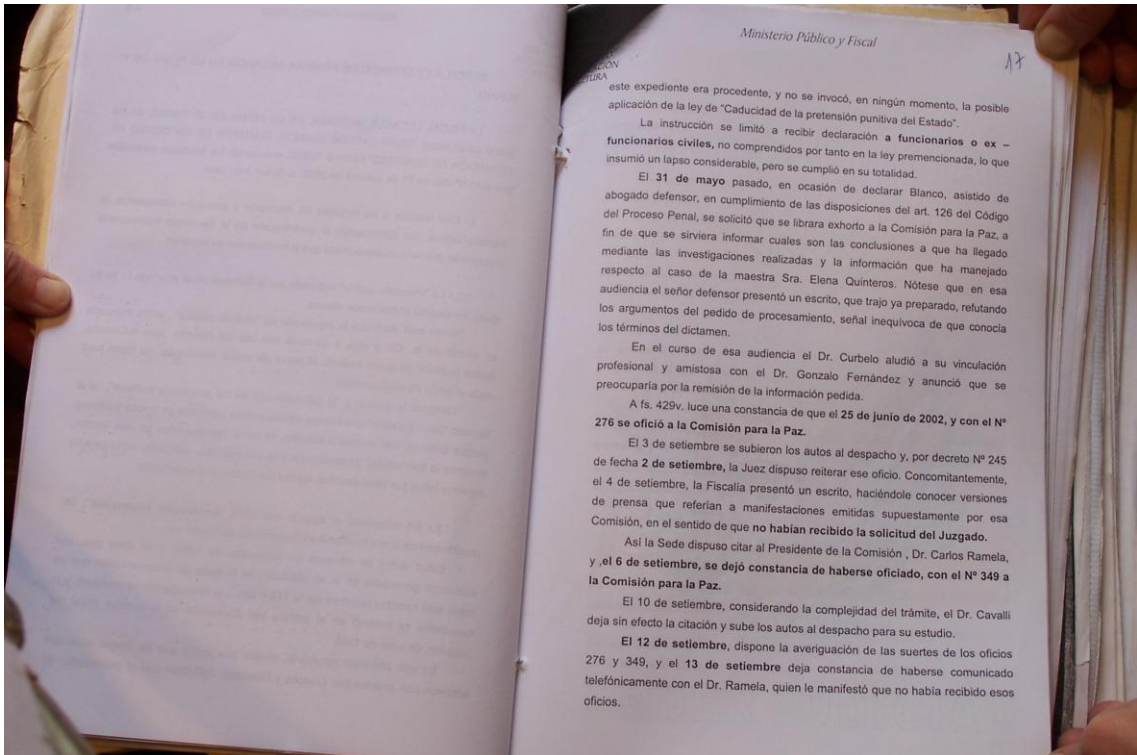 Ministerio Público y Fiscal
17
este expediente era procedente, y no se invocó, en ningún momento, la posible
aplicación de la ley de "Caducidad de la pretensión punitiva del Estado".
La instrucción se limitó a recibir declaración a funcionarios o ex –
funcionarios civiles, no comprendidos por tanto en la ley premencionada, lo que
insumió un lapso considerable, pero se cumplió en su totalidad.
El 31 de mayo pasado, en ocasión de declarar Blanco, asistido de
abogado defensor, en cumplimiento de las disposiciones del art. 126 del Código
del Proceso Penal, se solicitó que se librara exhorto a la Comisión para la Paz, a
fin de que se sirviera informar cuales son las conclusiones a que ha llegado
mediante las investigaciones realizadas y la información que ha manejado
respecto al caso de la maestra Sra. Elena Quinteros. Nótese que en esa
audiencia el señor defensor presentó un escrito, que trajo ya preparado, refutando
los argumentos del pedido de procesamiento, señal inequívoca de que conocía
los términos del dictamen.
En el curso de esa audiencia el Dr. Curbelo aludió a su vinculación
profesional y amistosa con el Dr. Gonzalo Fernández y anunció que se
preocuparía por la remisión de la información pedida.
A fs. 429v. luce una constancia de que el 25 de junio de 2002, y con el Nº
276 se ofició a la Comisión para la Paz.
El 3 de setiembre se subieron los autos al despacho y, por decreto Nº 245
de fecha 2 de setiembre, la Juez dispuso reiterar ese oficio. Concomitantemente,
el 4 de setiembre, la Fiscalía presentó un escrito, haciéndole conocer versiones
de prensa que referían a manifestaciones emitidas supuestamente por esa
Comisión, en el sentido de que no habían recibido la solicitud del Juzgado.
Así la Sede dispuso citar al Presidente de la Comisión , Dr. Carlos Ramela,
y ,el 6 de setiembre, se dejó constancia de haberse oficiado, con el Nº 349 a
la Comisión para la Paz.
El 10 de setiembre, considerando la complejidad del trámite, el Dr. Cavalli
deja sin efecto la citación y sube los autos al despacho para su estudio.
El 12 de setiembre, dispone la averiguación de las suertes de los oficios
276 y 349, y el 13 de setiembre deja constancia de haberse comunicado
telefónicamente con el Dr. Ramela, quien le manifestó que no había recibido esos
oficios.